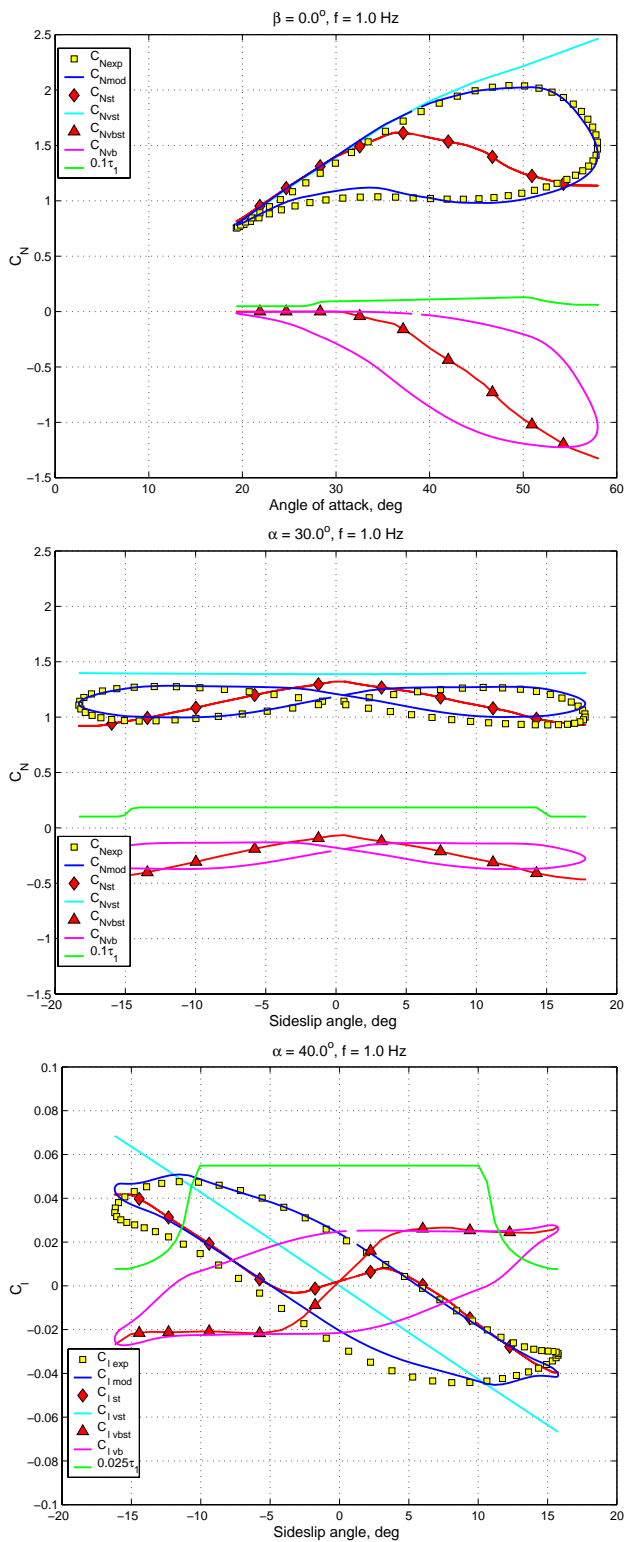 β = 0.0°, f = 1.0 Hz
2.5
2
1.5
1
0.5
0
−0.5
−1
−1.5
C_N
C_Nexp
C_Nmod
C_Nst
C_Nvst
C_Nvbst
C_Nvb
0.1τ_1
0 10 20 30 40 50 60
Angle of attack, deg
α = 30.0°, f = 1.0 Hz
2.5
2
1.5
1
0.5
0
−0.5
−1
−1.5
C_N
C_Nexp
C_Nmod
C_Nst
C_Nvst
C_Nvbst
C_Nvb
0.1τ_1
−20 −15 −10 −5 0 5 10 15 20
Sideslip angle, deg
α = 40.0°, f = 1.0 Hz
0.1
0.08
0.06
0.04
0.02
0
−0.02
−0.04
−0.06
−0.08
−0.1
C_l
C_l exp
C_l mod
C_l st
C_l vst
C_l vbst
C_l vb
0.025τ_1
−20 −15 −10 −5 0 5 10 15 20
Sideslip angle, deg